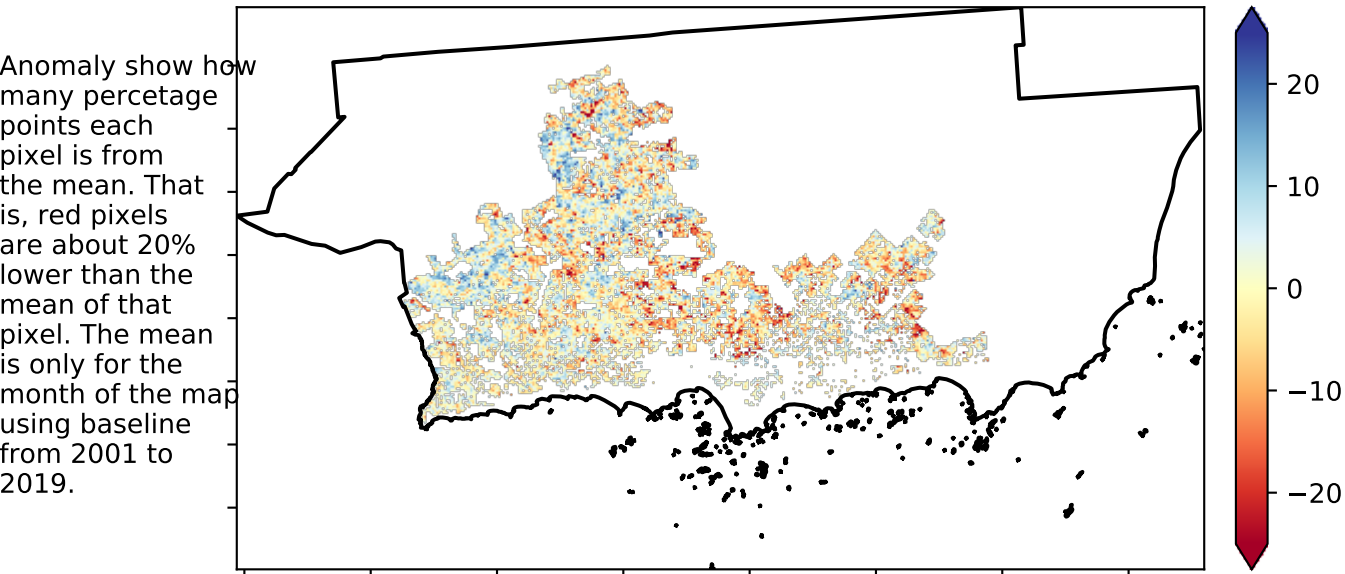 Anomaly show how
many percetage
points each
pixel is from
the mean. That
is, red pixels
are about 20%
lower than the
mean of that
pixel. The mean
is only for the
month of the map
using baseline
from 2001 to
2019.
20
10
0
−10
−20